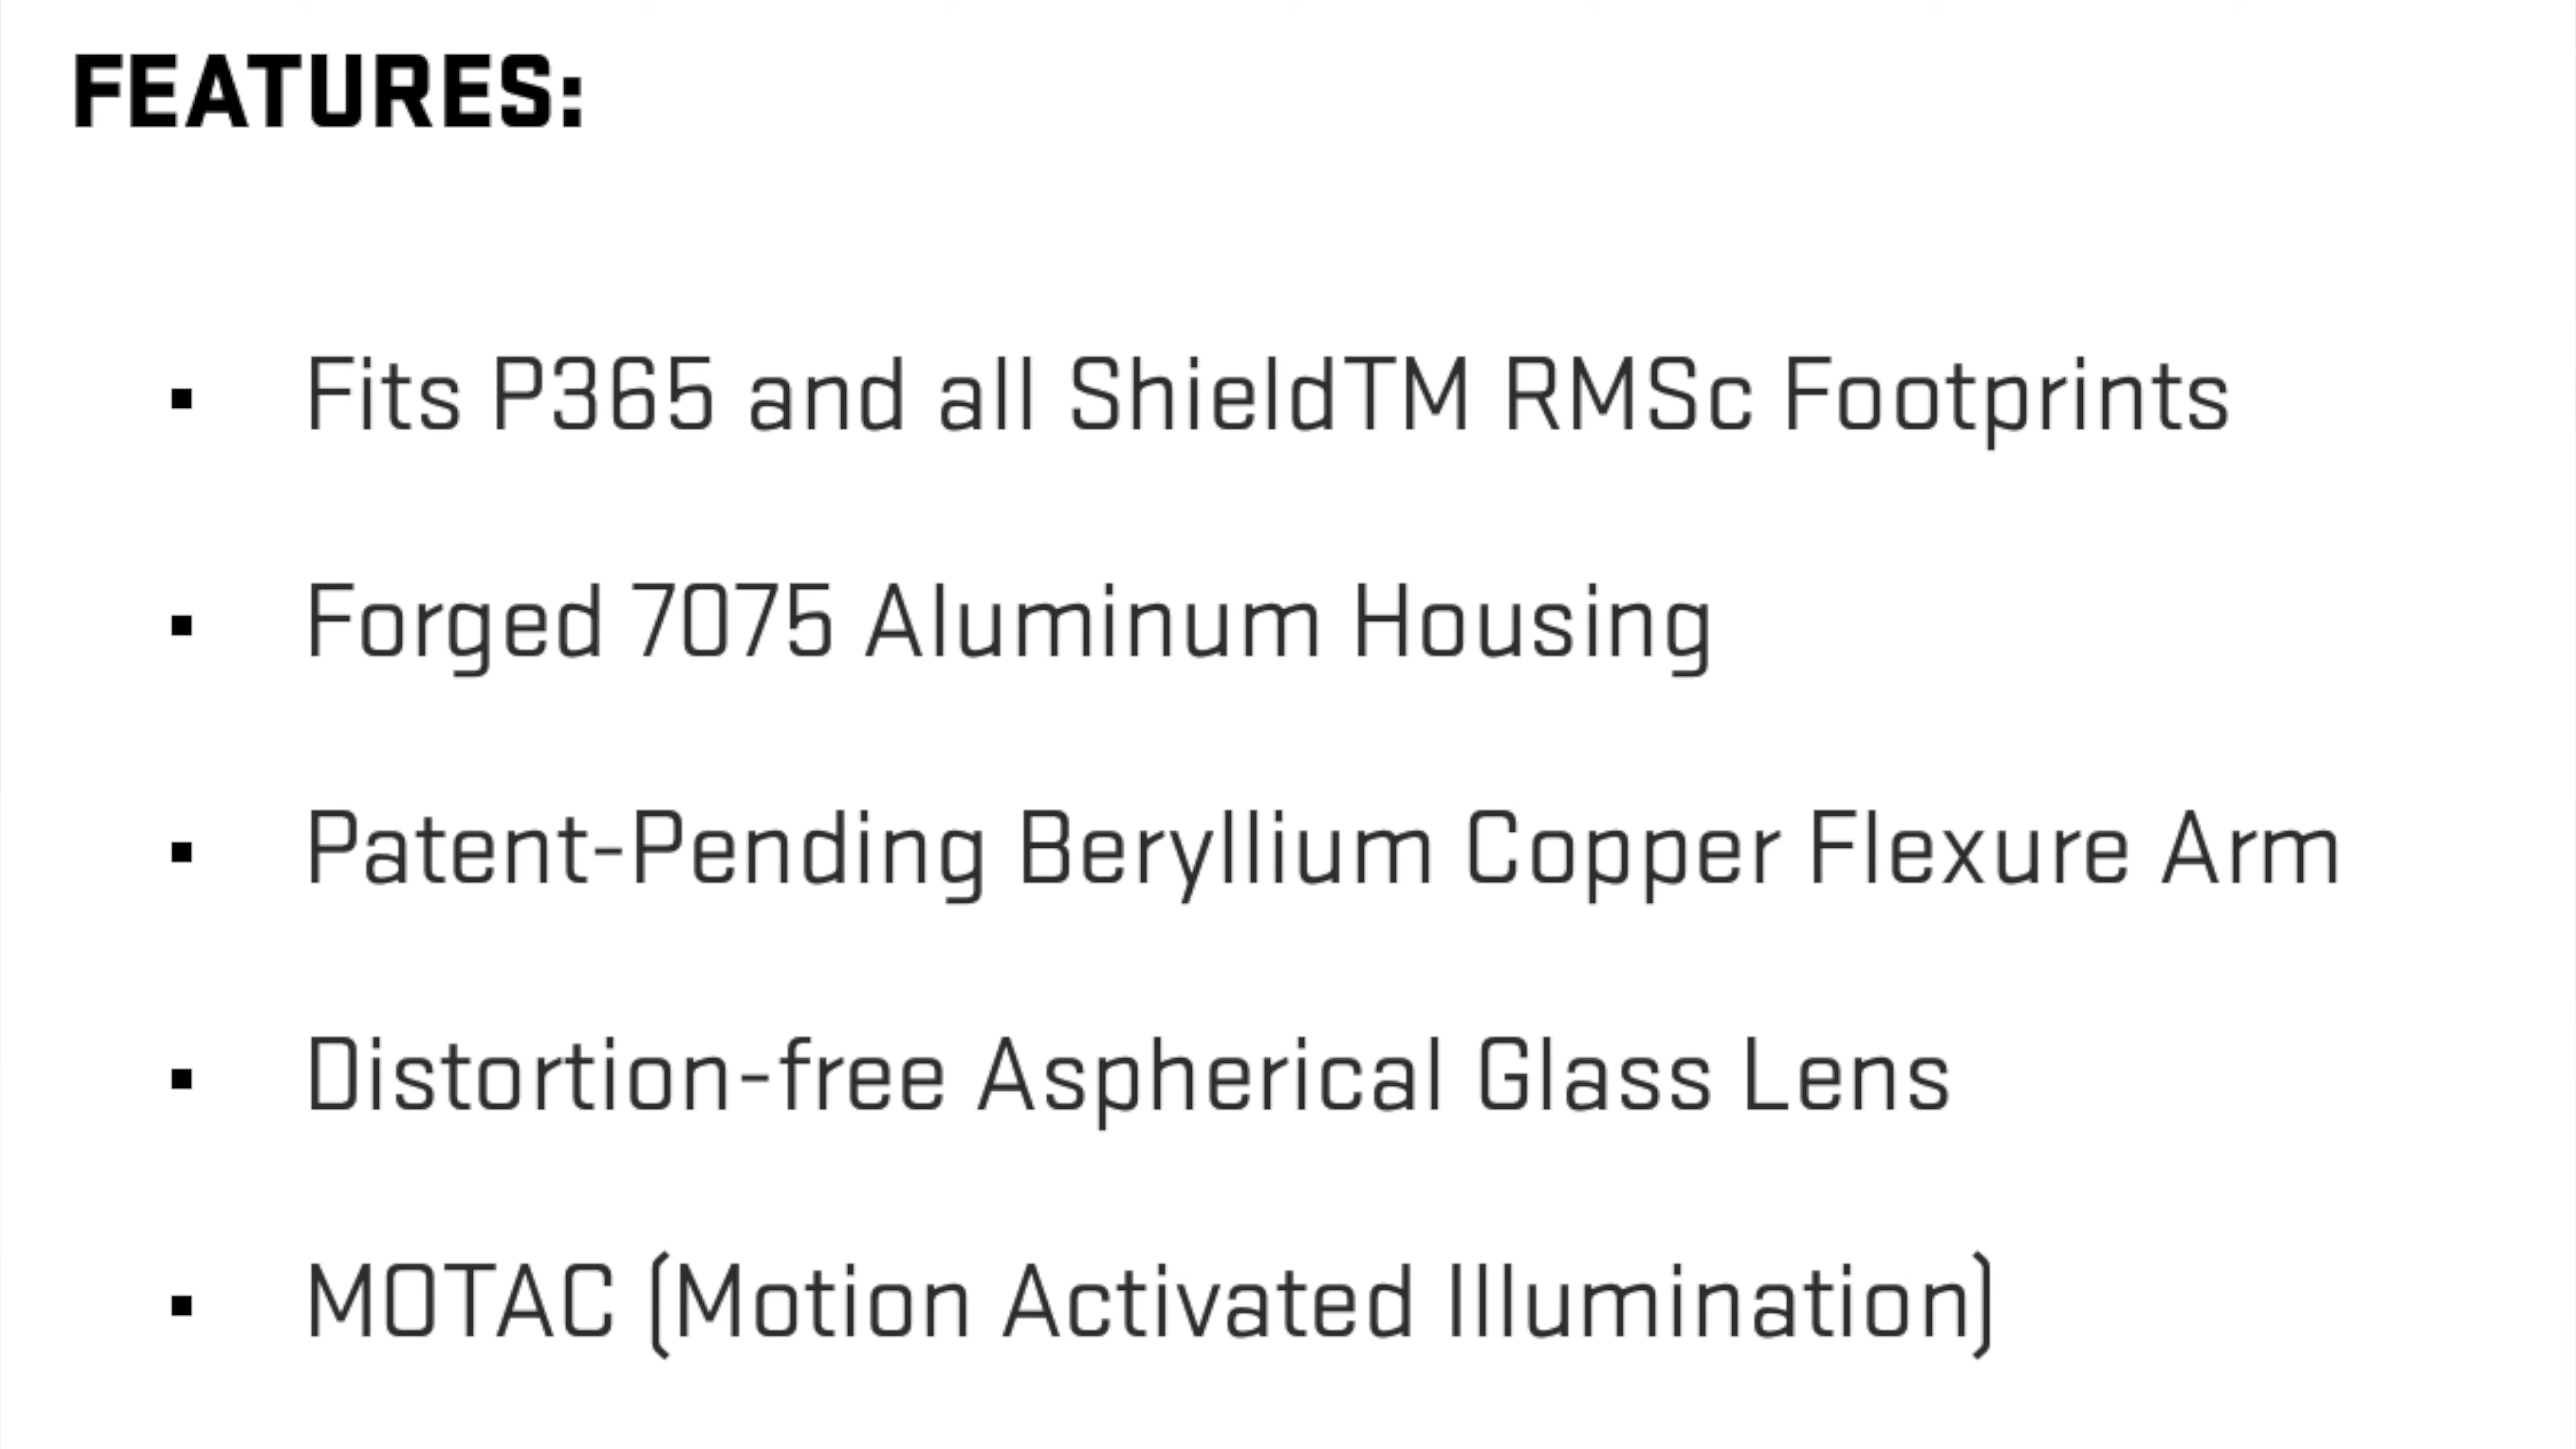 FEATURES:
▪ Fits P365 and all ShieldTM RMSc Footprints
▪ Forged 7075 Aluminum Housing
▪ Patent-Pending Beryllium Copper Flexure Arm
▪ Distortion-free Aspherical Glass Lens
▪ MOTAC (Motion Activated Illumination)